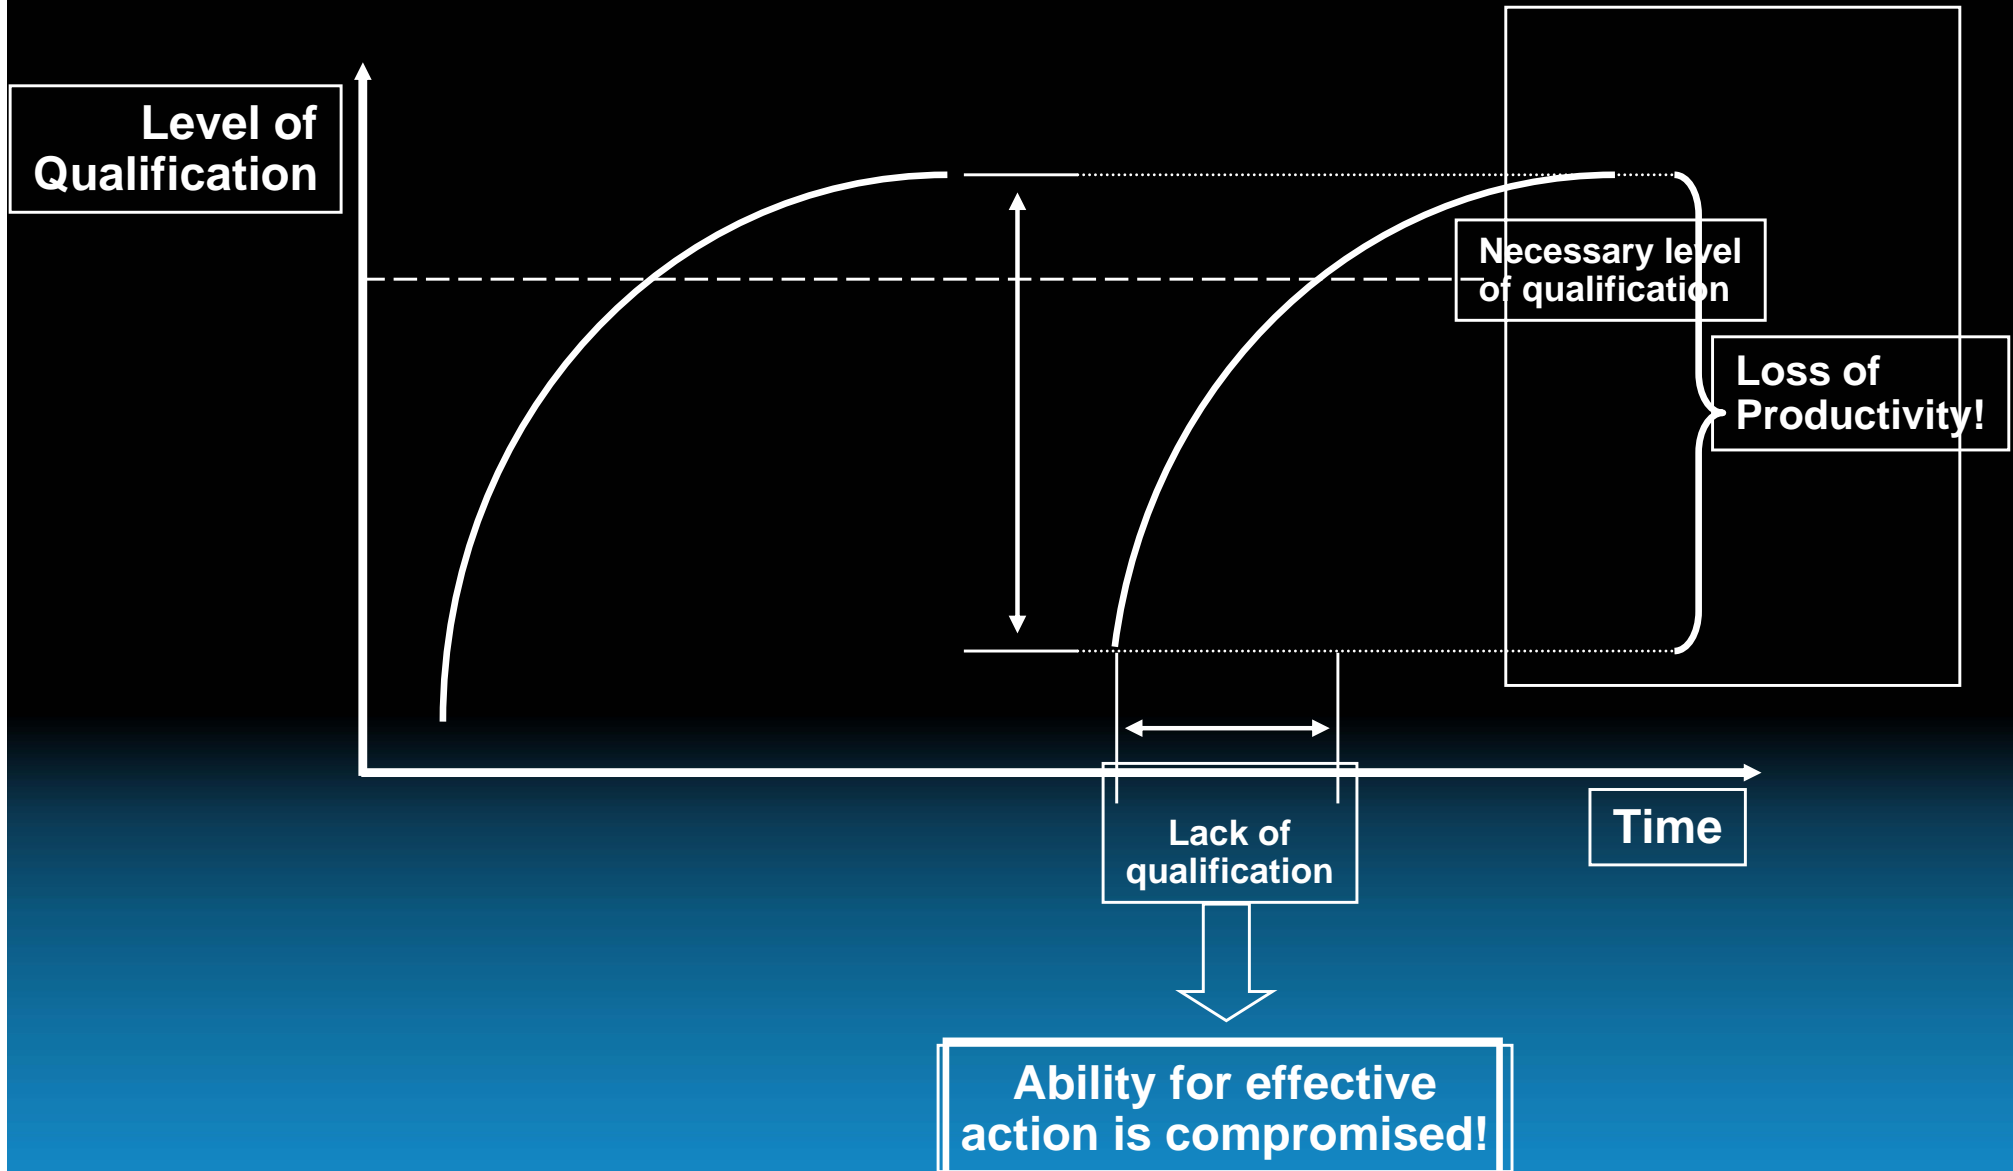 Level of
Qualification
Necessary level
of qualification
Loss of
Productivity!
Time
Lack of
qualification
Ability for effective
action is compromised!